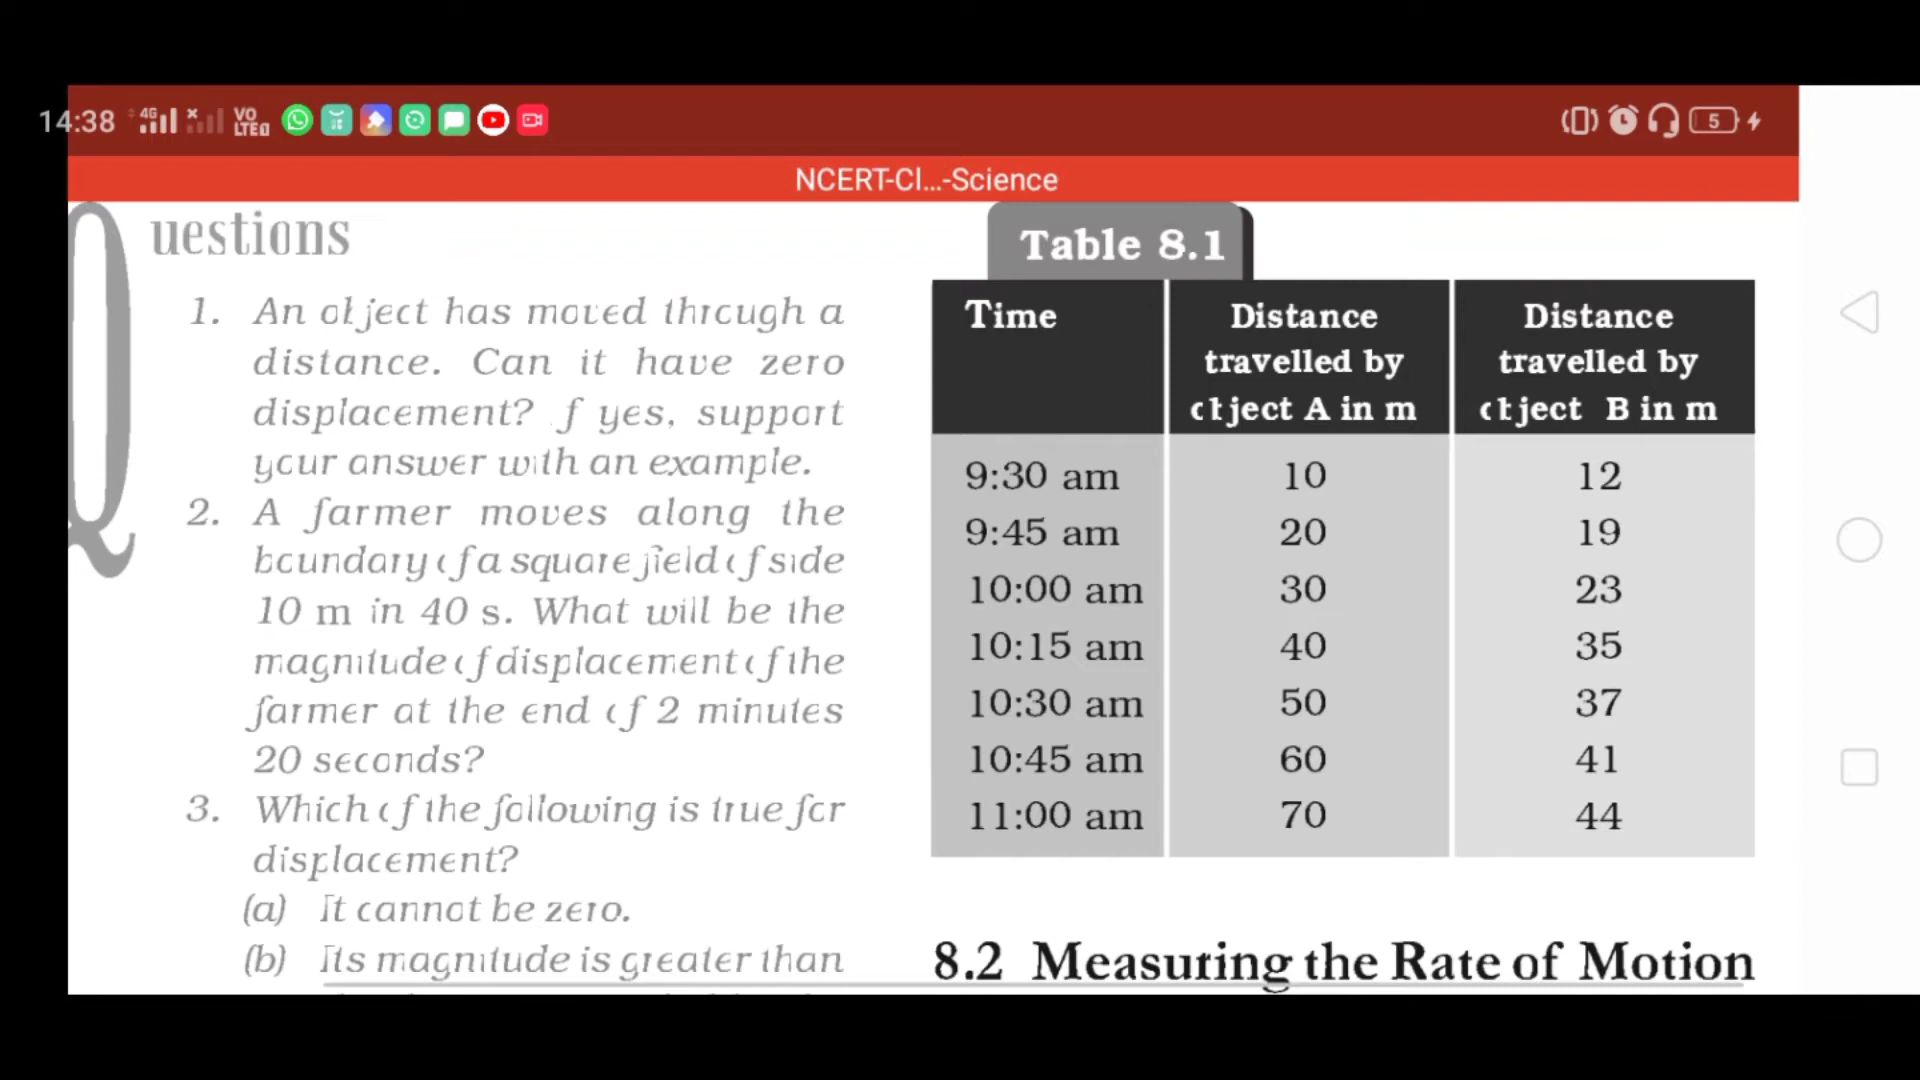 14:38
4G
VO
LTE
5
NCERT-Cl...-Science
Questions
1. An object has moved through a
distance. Can it have zero
displacement? If yes, support
your answer with an example.
2. A farmer moves along the
boundary of a square field of side
10 m in 40 s. What will be the
magnitude of displacement of the
farmer at the end of 2 minutes
20 seconds?
3. Which of the following is true for
displacement?
(a) It cannot be zero.
(b) Its magnitude is greater than
Table 8.1
Time Distance Distance
travelled by travelled by
object A in m object B in m
9:30 am 10 12
9:45 am 20 19
10:00 am 30 23
10:15 am 40 35
10:30 am 50 37
10:45 am 60 41
11:00 am 70 44
8.2 Measuring the Rate of Motion